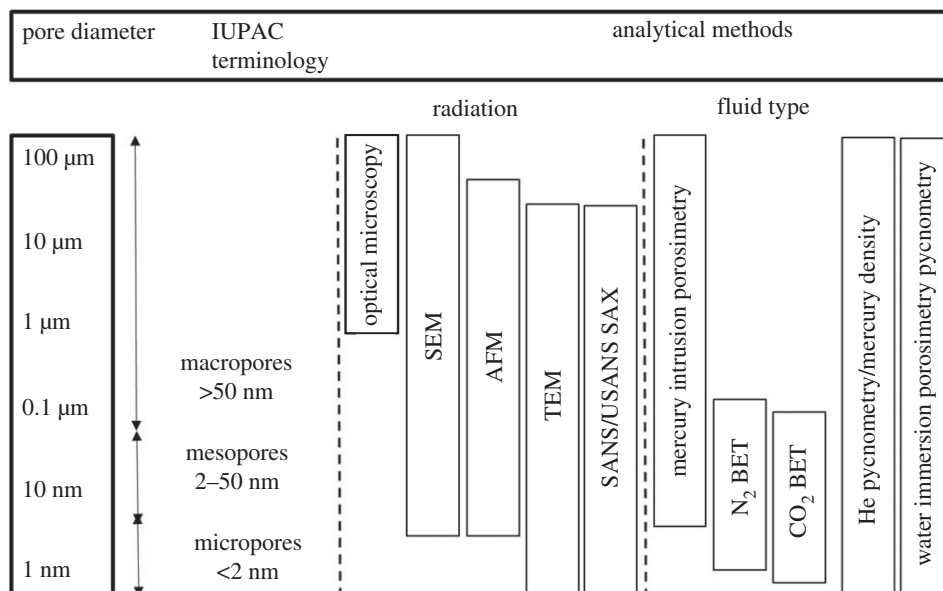 pore diameter
IUPAC
terminology
analytical methods
radiation
fluid type
100 µm
10 µm
1 µm
0.1 µm
10 nm
1 nm
macropores
>50 nm
mesopores
2–50 nm
micropores
<2 nm
optical microscopy
SEM
AFM
TEM
SANS/USANS SAX
mercury intrusion porosimetry
N₂ BET
CO₂ BET
He pycnometry/mercury density
water immersion porosimetry pycnometry